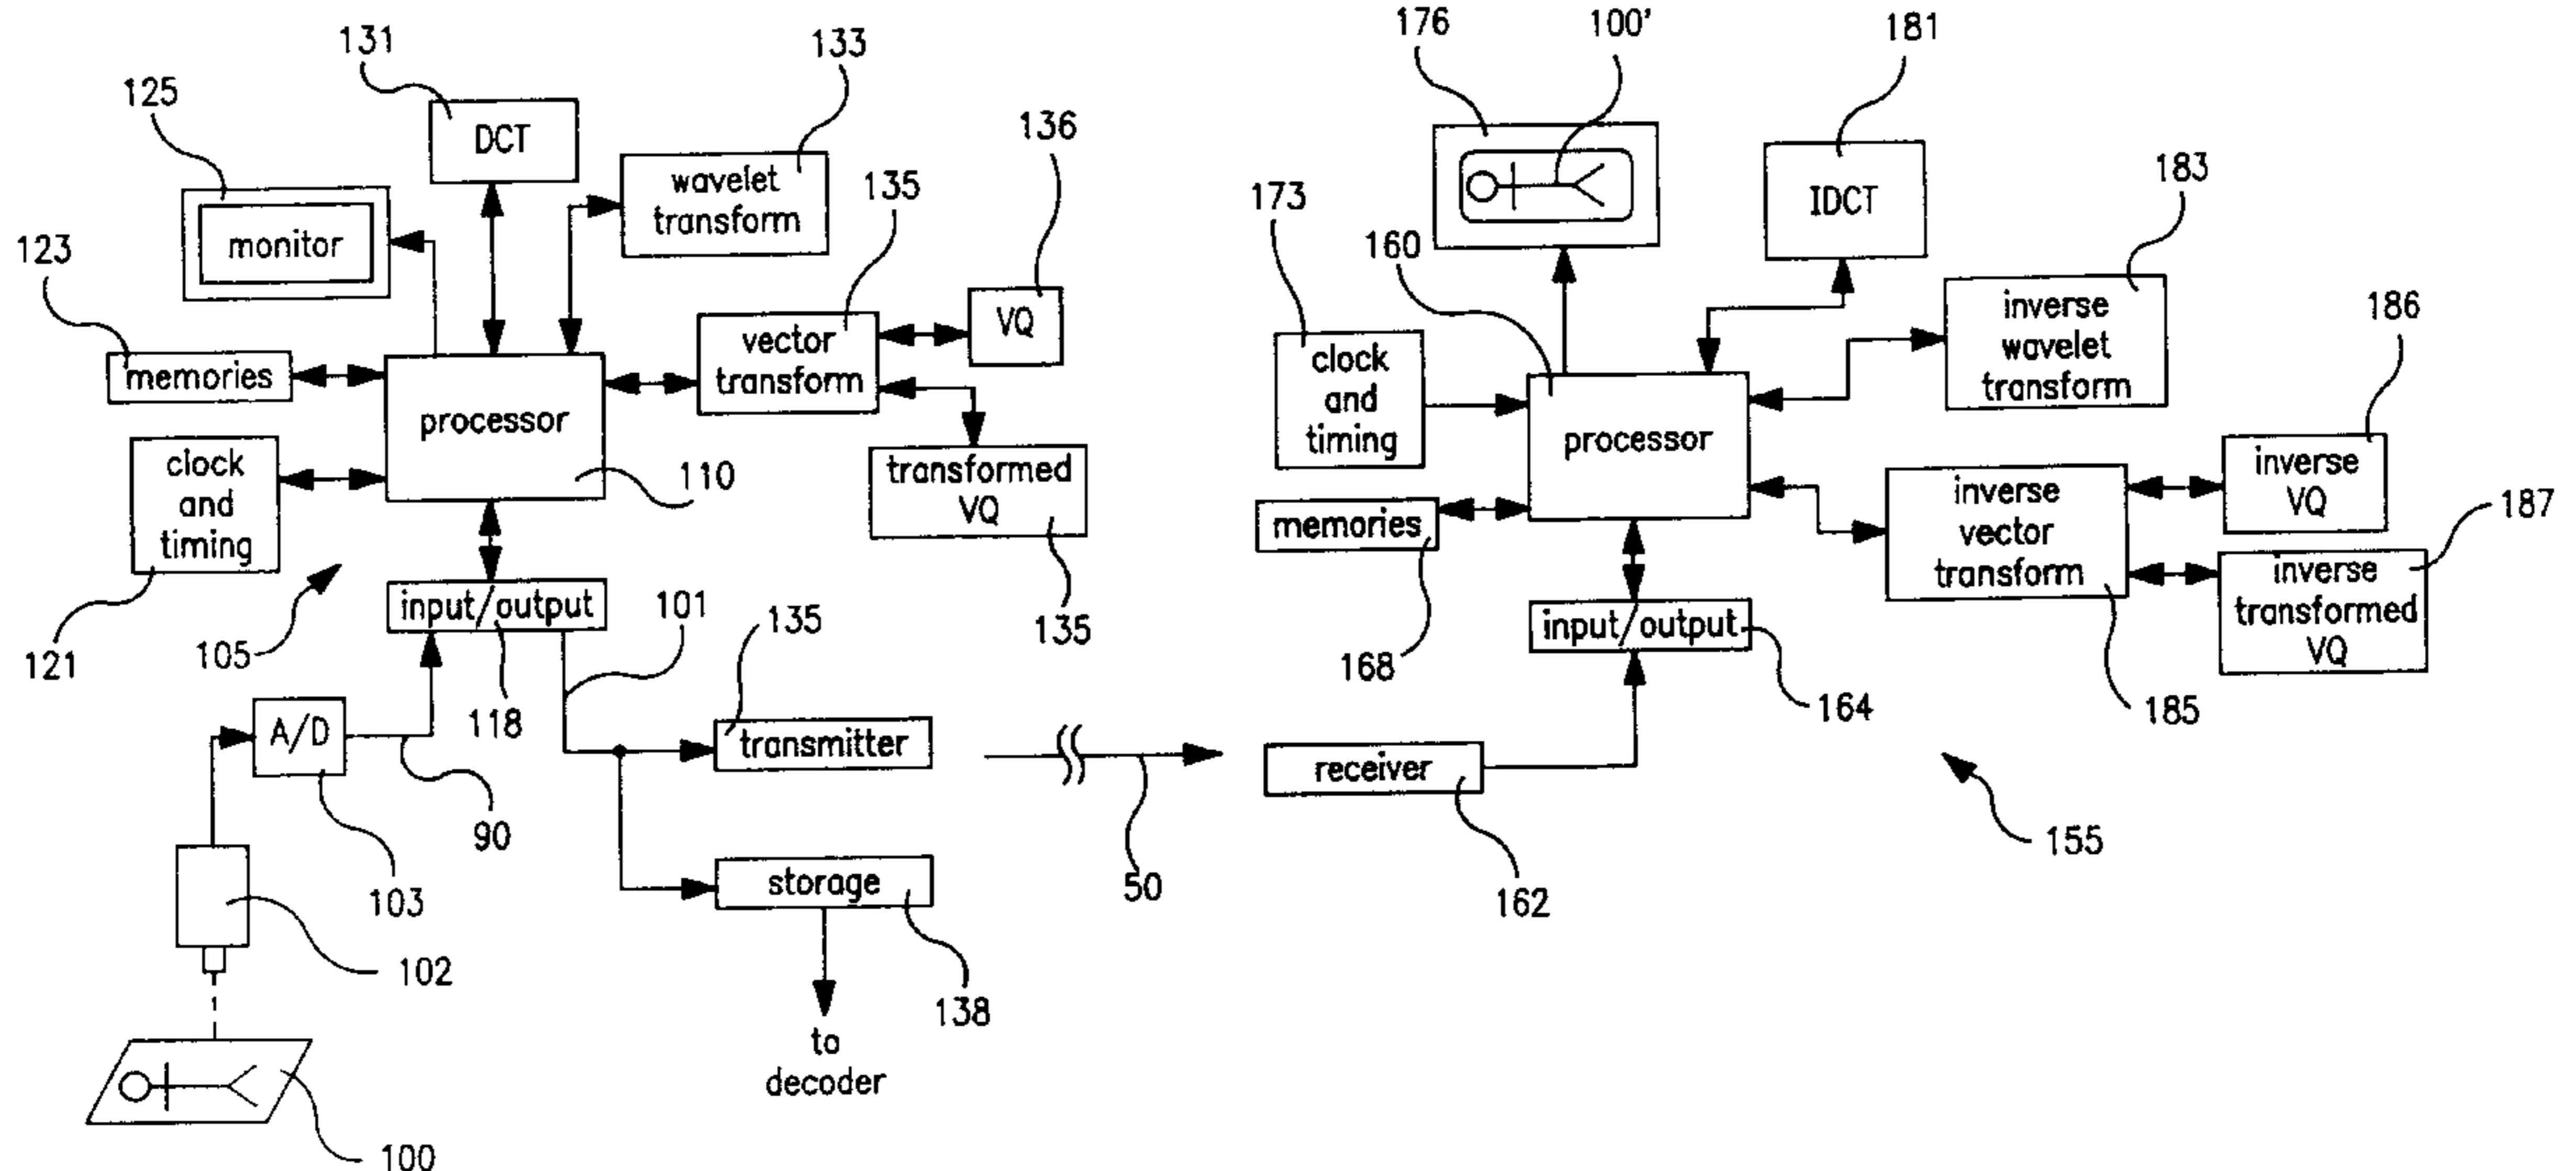 131
133
125
DCT
136
wavelet
transform
135
monitor
123
VQ
vector
transform
memories
processor
clock
and
timing
110
transformed
VQ
135
121
105
input/output
101
118
135
A/D
transmitter
90
103
storage
102
138
to
decoder
100
50
176
100'
181
IDCT
183
173
160
inverse
wavelet
transform
186
clock
and
timing
processor
inverse
VQ
187
memories
inverse
vector
transform
inverse
transformed
VQ
168
input/output
164
185
receiver
162
155